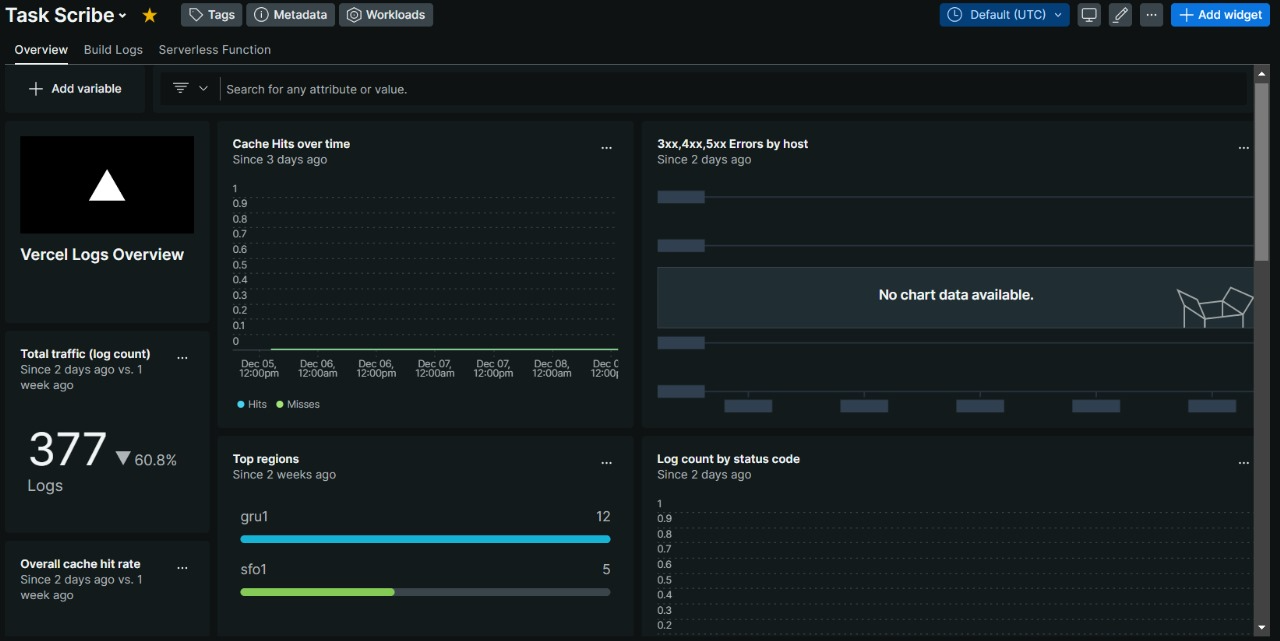 Task Scribe
Tags
Metadata
Workloads
Default (UTC)
...
Add widget
Overview
Build Logs
Serverless Function
Add variable
Search for any attribute or value.
Vercel Logs Overview
Total traffic (log count)
...
Since 2 days ago vs. 1
week ago
377
60.8%
Logs
Overall cache hit rate
...
Since 2 days ago vs. 1
week ago
Cache Hits over time
...
Since 3 days ago
1
0.9
0.8
0.7
0.6
0.5
0.4
0.3
0.2
0.1
0
Dec 05,
12:00pm
Dec 06,
12:00am
Dec 06,
12:00pm
Dec 07,
12:00am
Dec 07,
12:00pm
Dec 08,
12:00am
Dec 0
12:00p
Hits
Misses
Top regions
...
Since 2 weeks ago
gru1
12
sfo1
5
3xx,4xx,5xx Errors by host
...
Since 2 days ago
No chart data available.
Log count by status code
...
Since 2 days ago
1
0.9
0.8
0.7
0.6
0.5
0.4
0.3
0.2